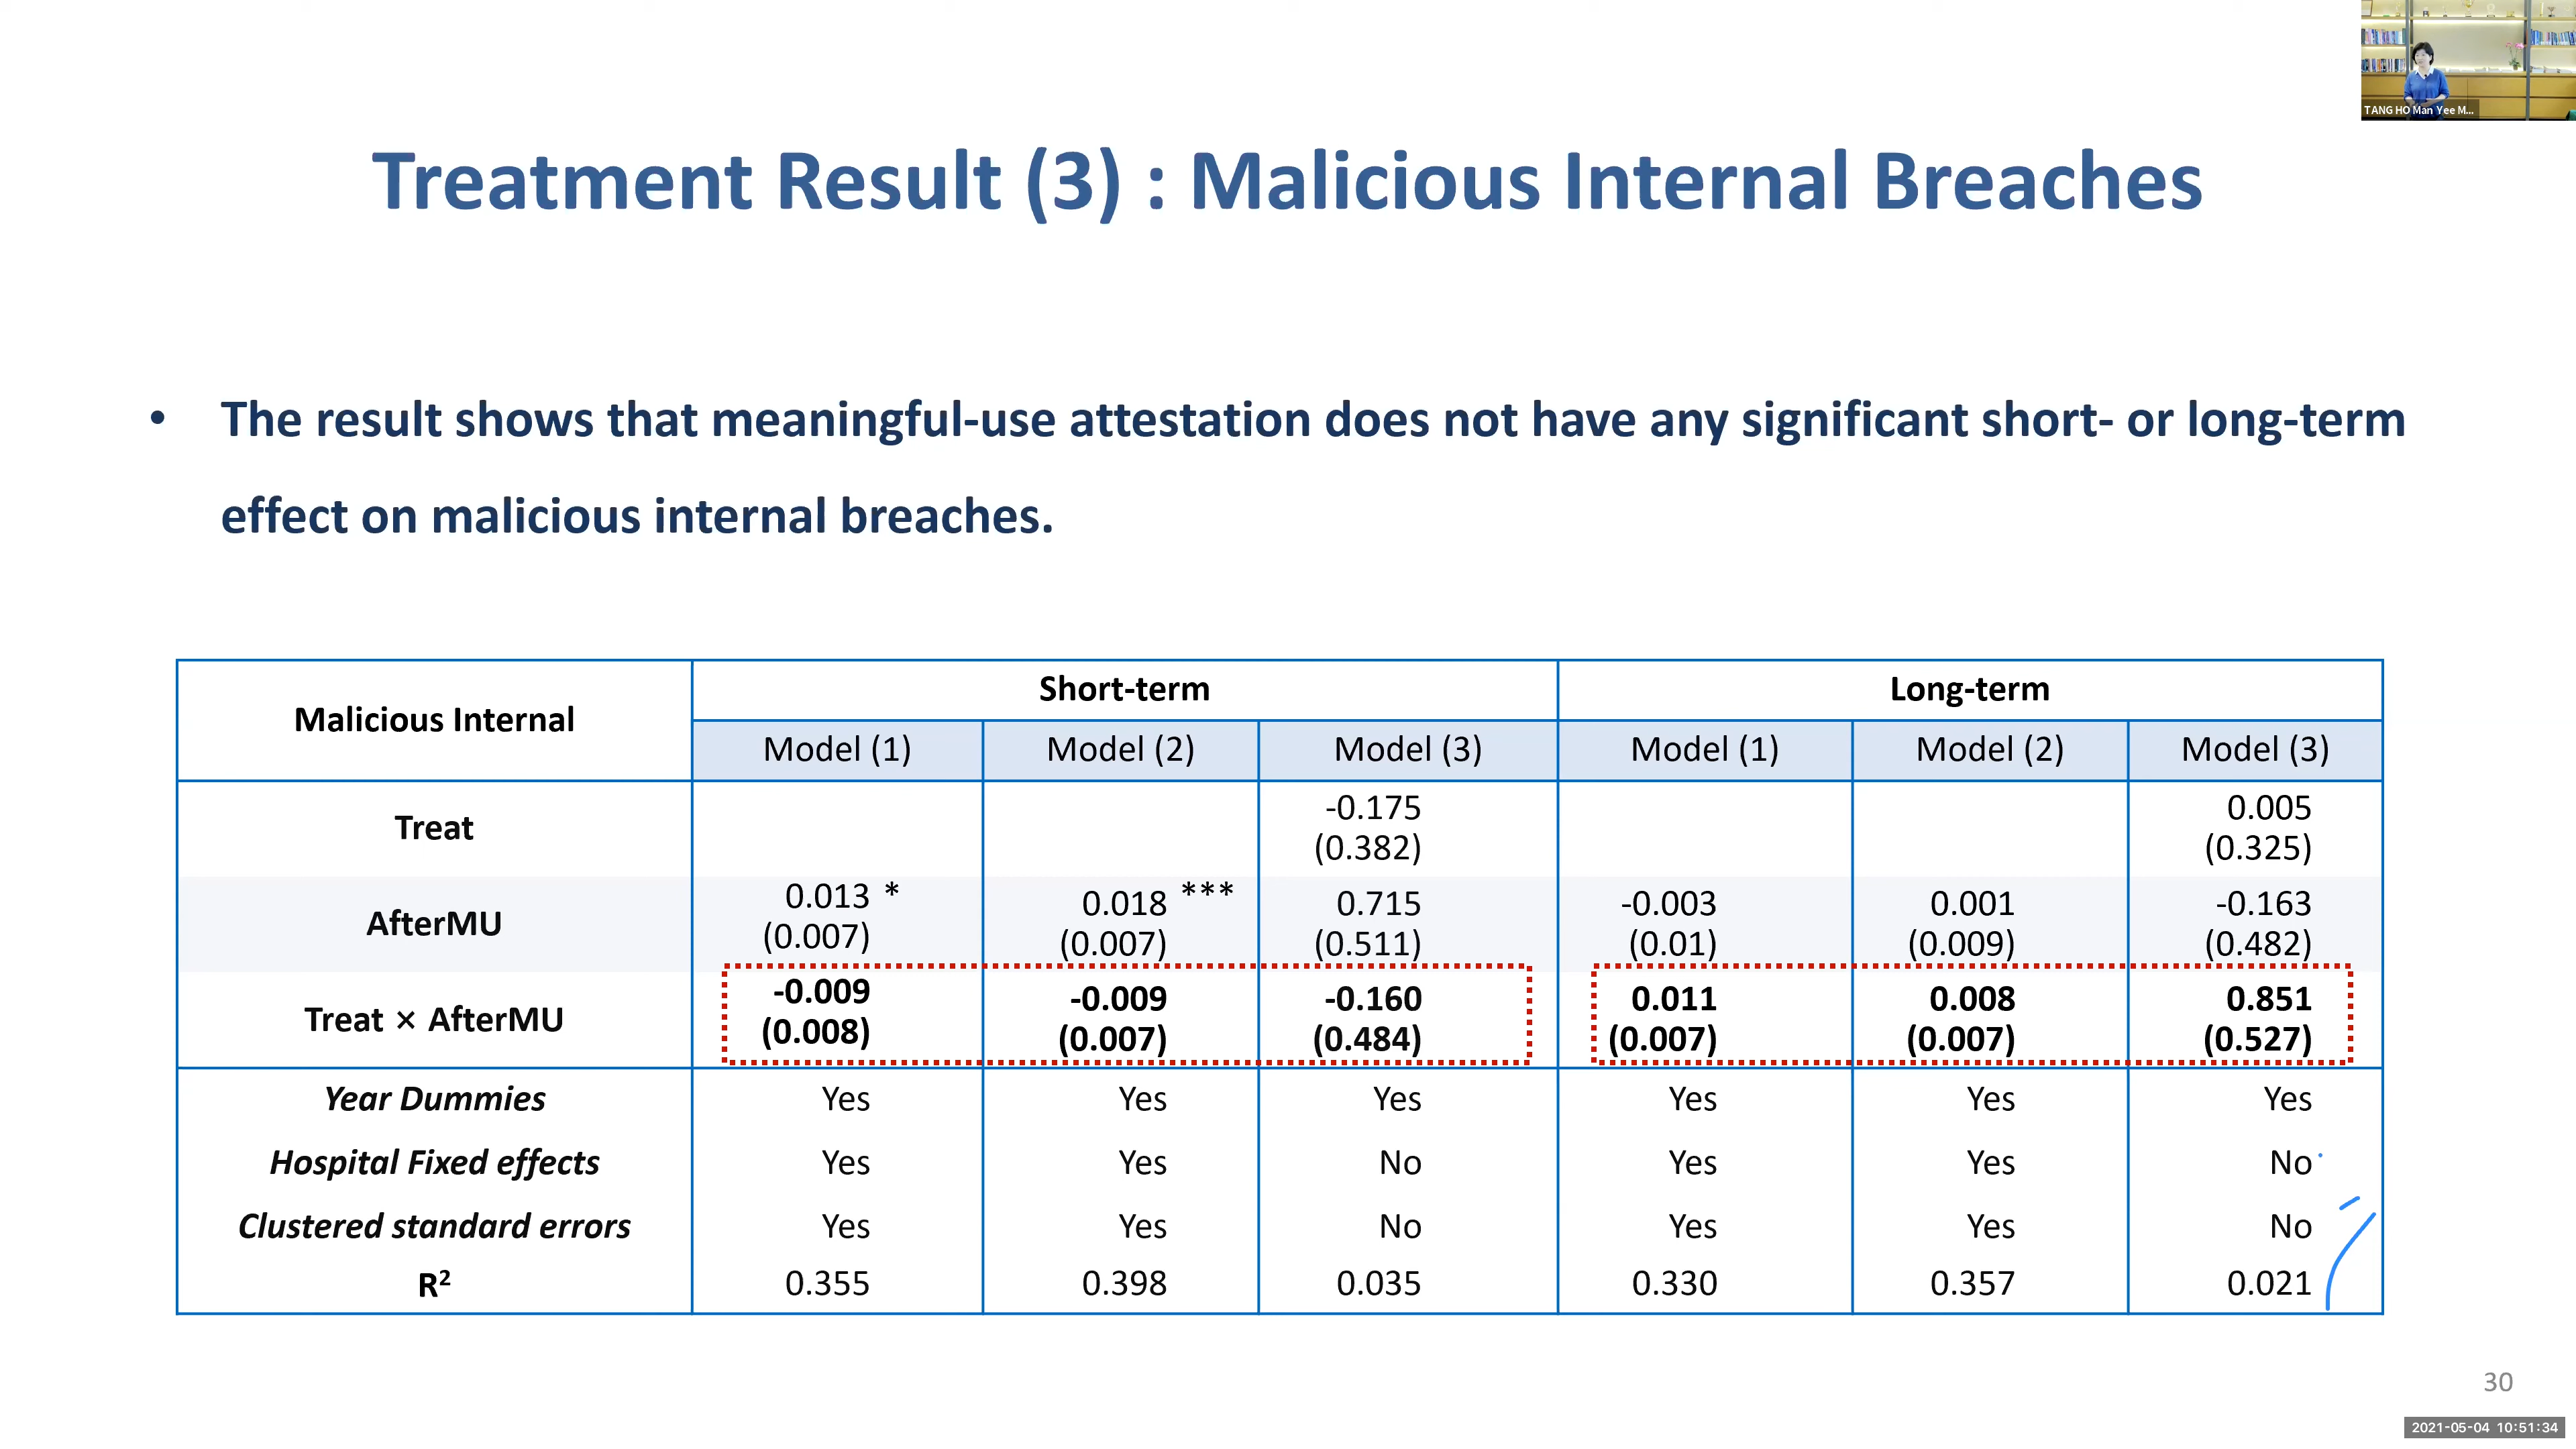 TANG HO Man Yee M...
Treatment Result (3) : Malicious Internal Breaches
• The result shows that meaningful-use attestation does not have any significant short- or long-term
effect on malicious internal breaches.
Malicious Internal Short-term Long-term
Model (1) Model (2) Model (3) Model (1) Model (2) Model (3)
Treat -0.175 0.005
(0.382) (0.325)
AfterMU 0.013 * 0.018 *** 0.715 -0.003 0.001 -0.163
(0.007) (0.007) (0.511) (0.01) (0.009) (0.482)
Treat × AfterMU -0.009 -0.009 -0.160 0.011 0.008 0.851
(0.008) (0.007) (0.484) (0.007) (0.007) (0.527)
Year Dummies Yes Yes Yes Yes Yes Yes
Hospital Fixed effects Yes Yes No Yes Yes No
Clustered standard errors Yes Yes No Yes Yes No
R² 0.355 0.398 0.035 0.330 0.357 0.021
30
2021-05-04 10:51:34